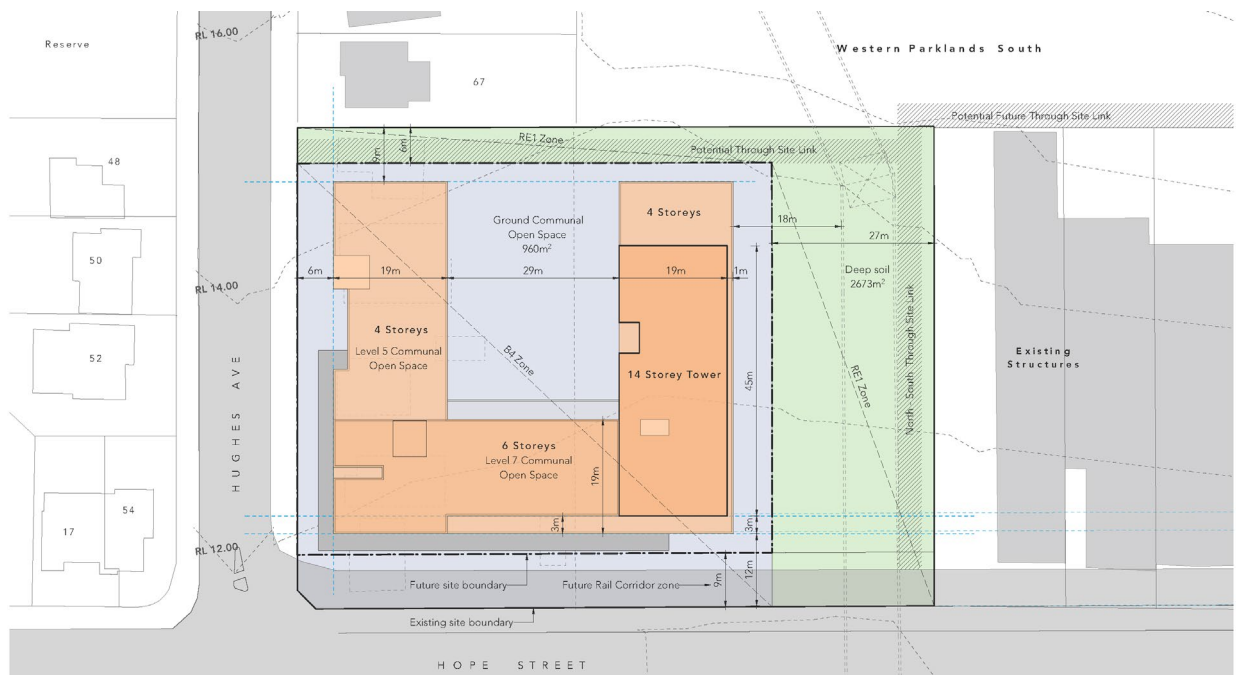 RL 16.00
Reserve
Western Parklands South
67
Potential Future Through Site Link
RE1 Zone
9m
6m
Potential Through Site Link
48
4 Storeys
Ground Communal
Open Space
960m²
18m
27m
50
6m
19m
29m
19m
1m
Deep soil
2673m²
RL 14.00
4 Storeys
Level 5 Communal
Open Space
52
B4 Zone
14 Storey Tower
45m
RE1 Zone
North - South Through Site Link
Existing
Structures
HUGHES AVE
6 Storeys
Level 7 Communal
Open Space
19m
54
17
3m
3m
RL 12.00
Future site boundary
Future Rail Corridor zone
9m
12m
Existing site boundary
HOPE STREET